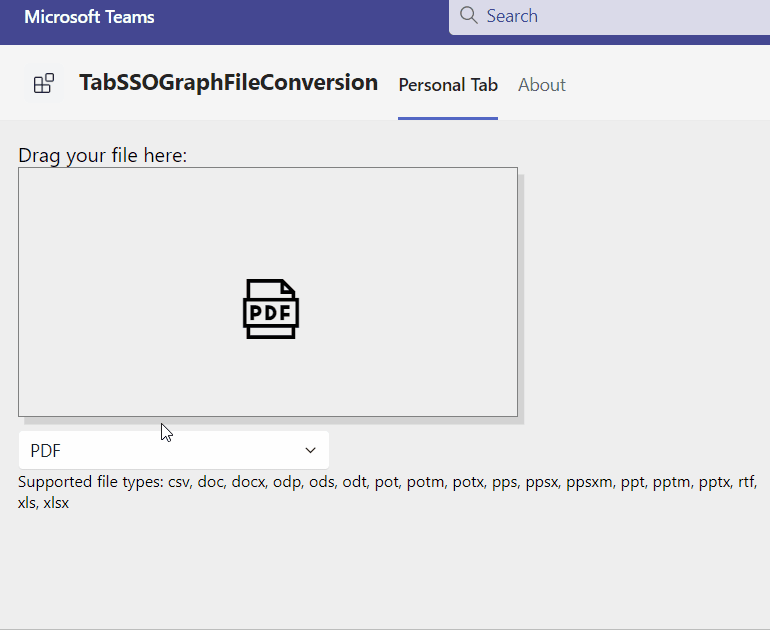 Microsoft Teams
Search
TabSSOGraphFileConversion
Personal Tab
About
Drag your file here:
PDF
PDF
Supported file types: csv, doc, docx, odp, ods, odt, pot, potm, potx, pps, ppsx, ppsxm, ppt, pptm, pptx, rtf,
xls, xlsx